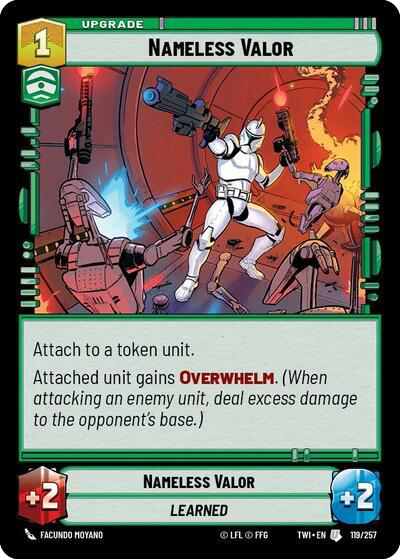 UPGRADE
1
NAMELESS VALOR
Attach to a token unit.
Attached unit gains OVERWHELM. (When
attacking an enemy unit, deal excess damage
to the opponent's base.)
+2
NAMELESS VALOR
LEARNED
+2
FACUNDO MOYANO
© LFL © FFG
TWI • EN
119/257